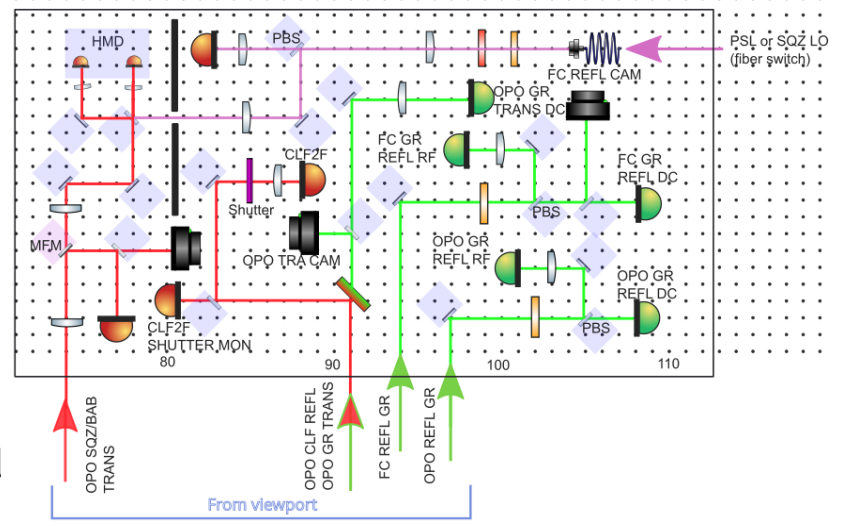 HMD
PBS
PSL or SQZ LO
(fiber switch)
FC REFL CAM
OPO GR
TRANS DC
FC GR
REFL RF
CLF2F
FC GR
REFL DC
Shutter
PBS
MFM
OPO TRA CAM
OPO GR
REFL RF
OPO GR
REFL DC
CLF2F
SHUTTER MON
PBS
80
90
100
110
OPO SQZ/BAB
TRANS
OPO CLF REFL
OPO GR TRANS
FC REFL GR
OPO REFL GR
From viewport